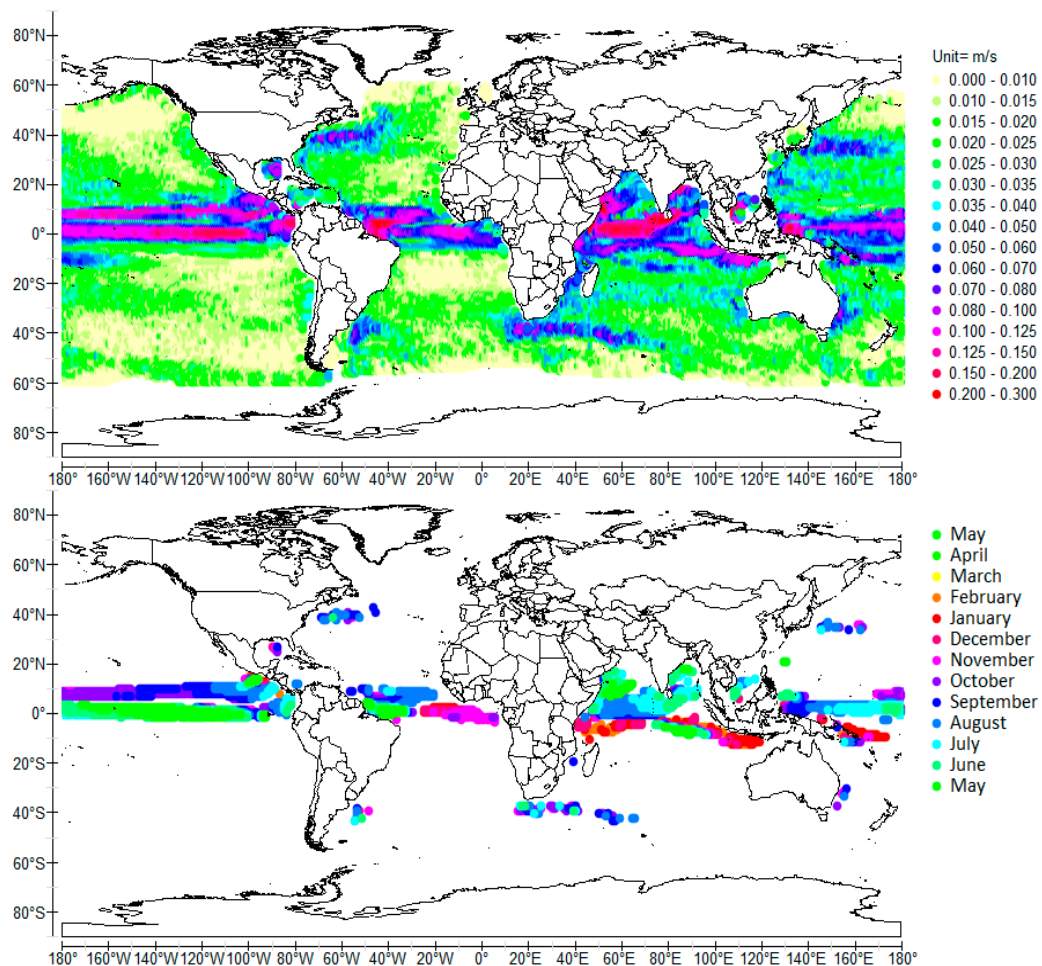 80°N
60°N
40°N
20°N
0°
20°S
40°S
60°S
80°S
180° 160°W 140°W 120°W 100°W 80°W 60°W 40°W 20°W 0° 20°E 40°E 60°E 80°E 100°E 120°E 140°E 160°E 180°
Unit= m/s
0.000 - 0.010
0.010 - 0.015
0.015 - 0.020
0.020 - 0.025
0.025 - 0.030
0.030 - 0.035
0.035 - 0.040
0.040 - 0.050
0.050 - 0.060
0.060 - 0.070
0.070 - 0.080
0.080 - 0.100
0.100 - 0.125
0.125 - 0.150
0.150 - 0.200
0.200 - 0.300
80°N
60°N
40°N
20°N
0°
20°S
40°S
60°S
80°S
180° 160°W 140°W 120°W 100°W 80°W 60°W 40°W 20°W 0° 20°E 40°E 60°E 80°E 100°E 120°E 140°E 160°E 180°
May
April
March
February
January
December
November
October
September
August
July
June
May